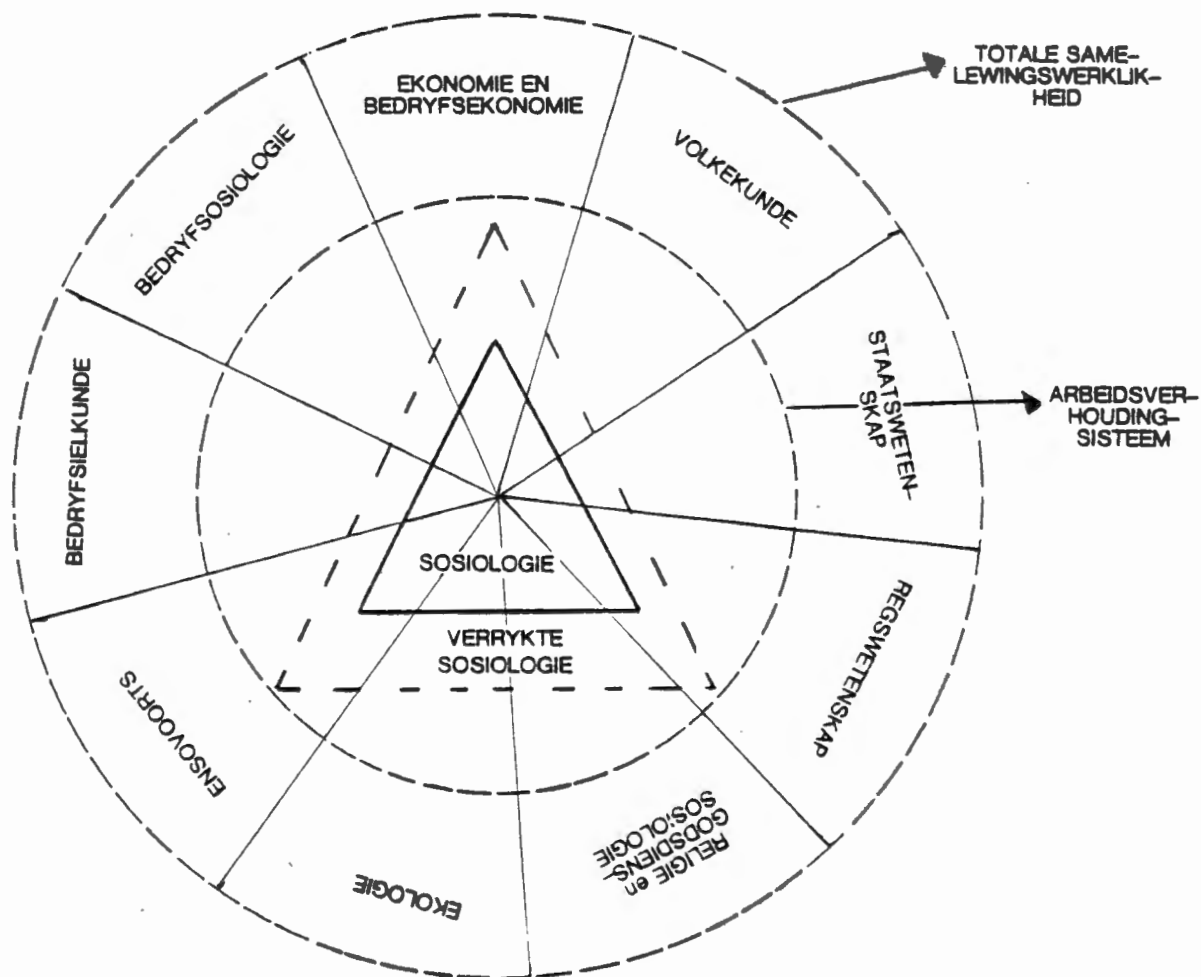 TOTALE SAME-
LEWINGSWERKLIK-
HEID
EKONOMIE EN
BEDRYFSEKONOMIE
VOLKEKUNDE
STAATSWETEN-
SKAP
ARBEIDSVER-
HOUDING-
SISTEEM
REGSWETENSKAP
RELIGIE en
GODSDIENS-
SOSIOLOGIE
EKOLOGIE
ENSOVOORTS
BEDRYFSIELKUNDE
BEDRYFSOSIOLOGIE
SOSIOLOGIE
VERRYKTE
SOSIOLOGIE